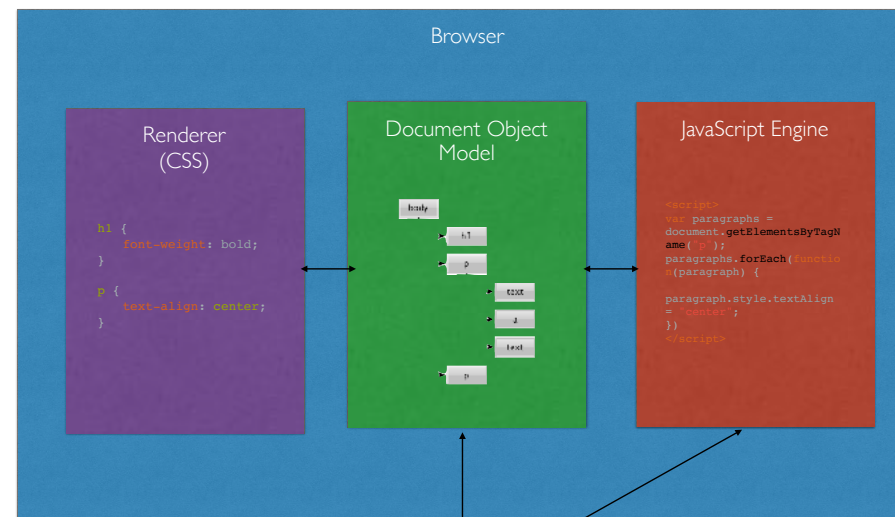 Browser
Renderer
(CSS)
h1 {
font-weight: bold;
}
p {
text-align: center;
}
Document Object
Model
body
h1
p
text
a
text
p
JavaScript Engine
<script>
var paragraphs =
document.getElementsByTagN
ame("p");
paragraphs.forEach(functio
n(paragraph) {
paragraph.style.textAlign
= "center";
})
</script>